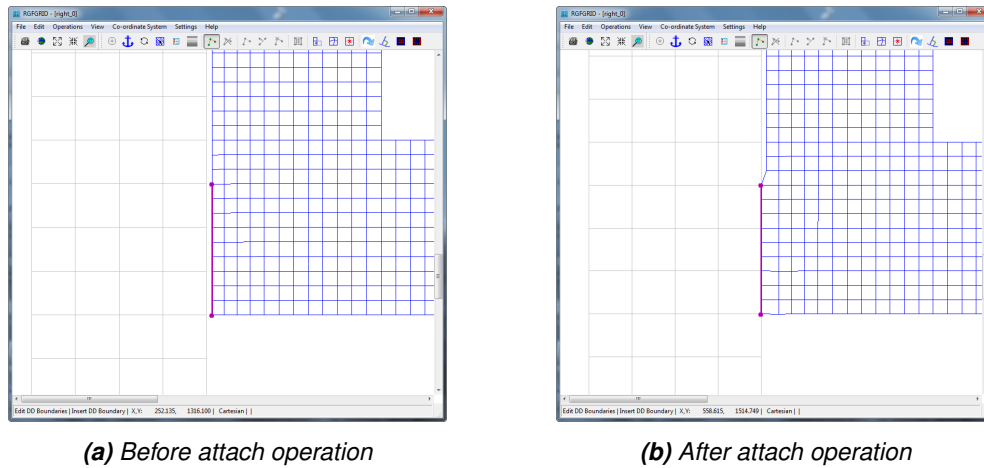 RGFGRID - [right_0]
File Edit Operations View Co-ordinate System Settings Help
Edit DD Boundaries | Insert DD Boundary | X,Y: 252.135, 1316.100 | Cartesian | |
(a) Before attach operation
RGFGRID - [right_0]
File Edit Operations View Co-ordinate System Settings Help
Edit DD Boundaries | Insert DD Boundary | X,Y: 558.615, 1514.749 | Cartesian | |
(b) After attach operation